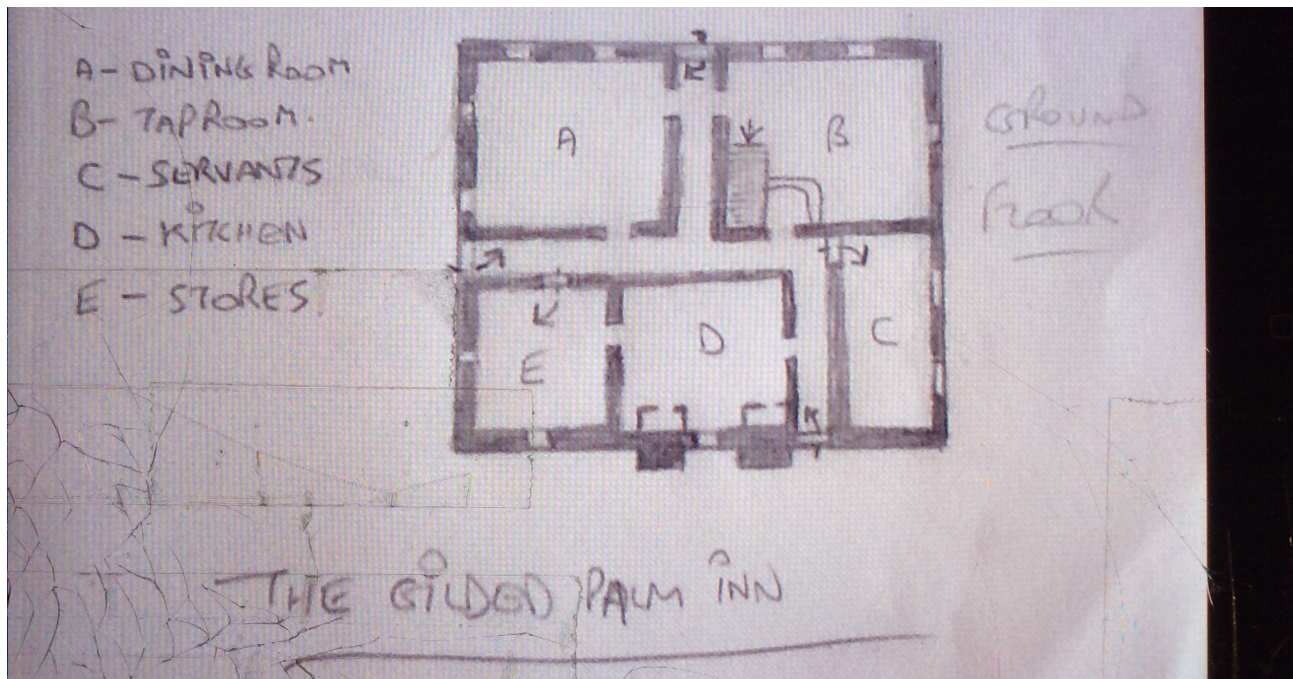 A - DINING ROOM
B - TAPROOM.
C - SERVANTS
D - KITCHEN
E - STORES.
A
B
C
D
E
GROUND
FLOOR
THE GILDED PALM INN